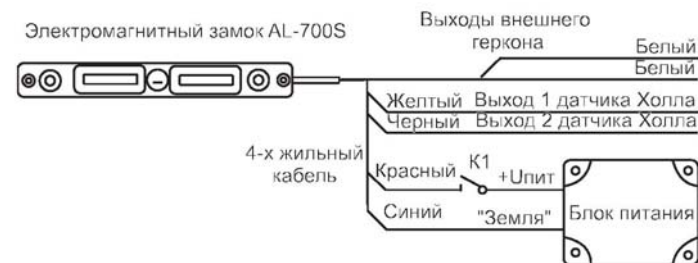 Электромагнитный замок AL-700S
Выходы внешнего
геркона
Белый
Белый
Желтый Выход 1 датчика Холла
Черный Выход 2 датчика Холла
4-х жильный
кабель
Красный К1 +Uпит
Синий "Земля" Блок питания